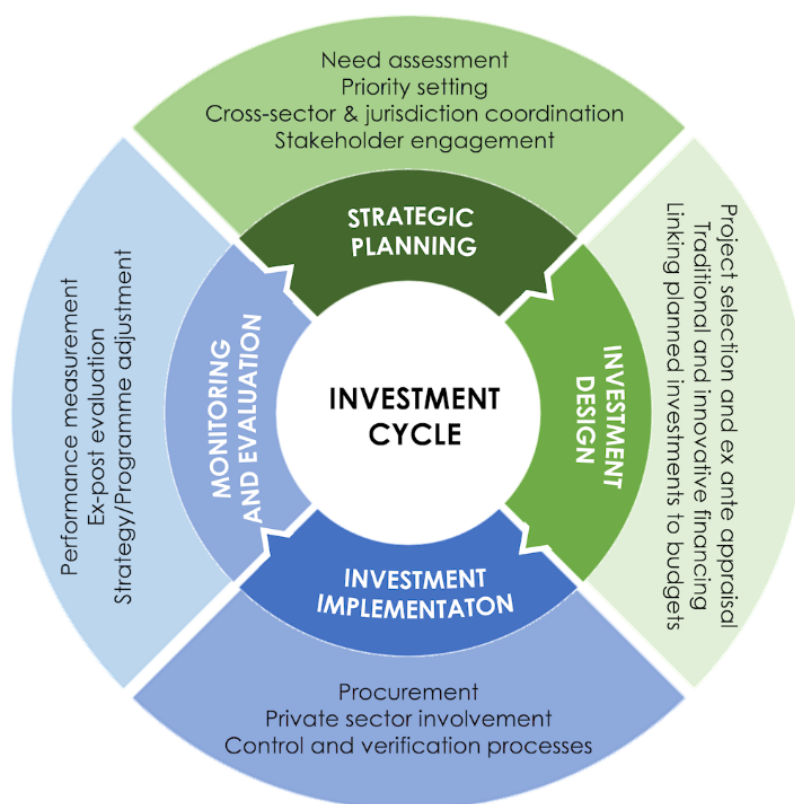 Need assessment
Priority setting
Cross-sector & jurisdiction coordination
Stakeholder engagement
STRATEGIC
PLANNING
Project selection and ex ante appraisal
Traditional and innovative financing
Linking planned investments to budgets
INVESTMENT
DESIGN
INVESTMENT
CYCLE
INVESTMENT
IMPLEMENTATON
Procurement
Private sector involvement
Control and verification processes
MONITORING
AND EVALUATION
Performance measurement
Ex-post evaluation
Strategy/Programme adjustment